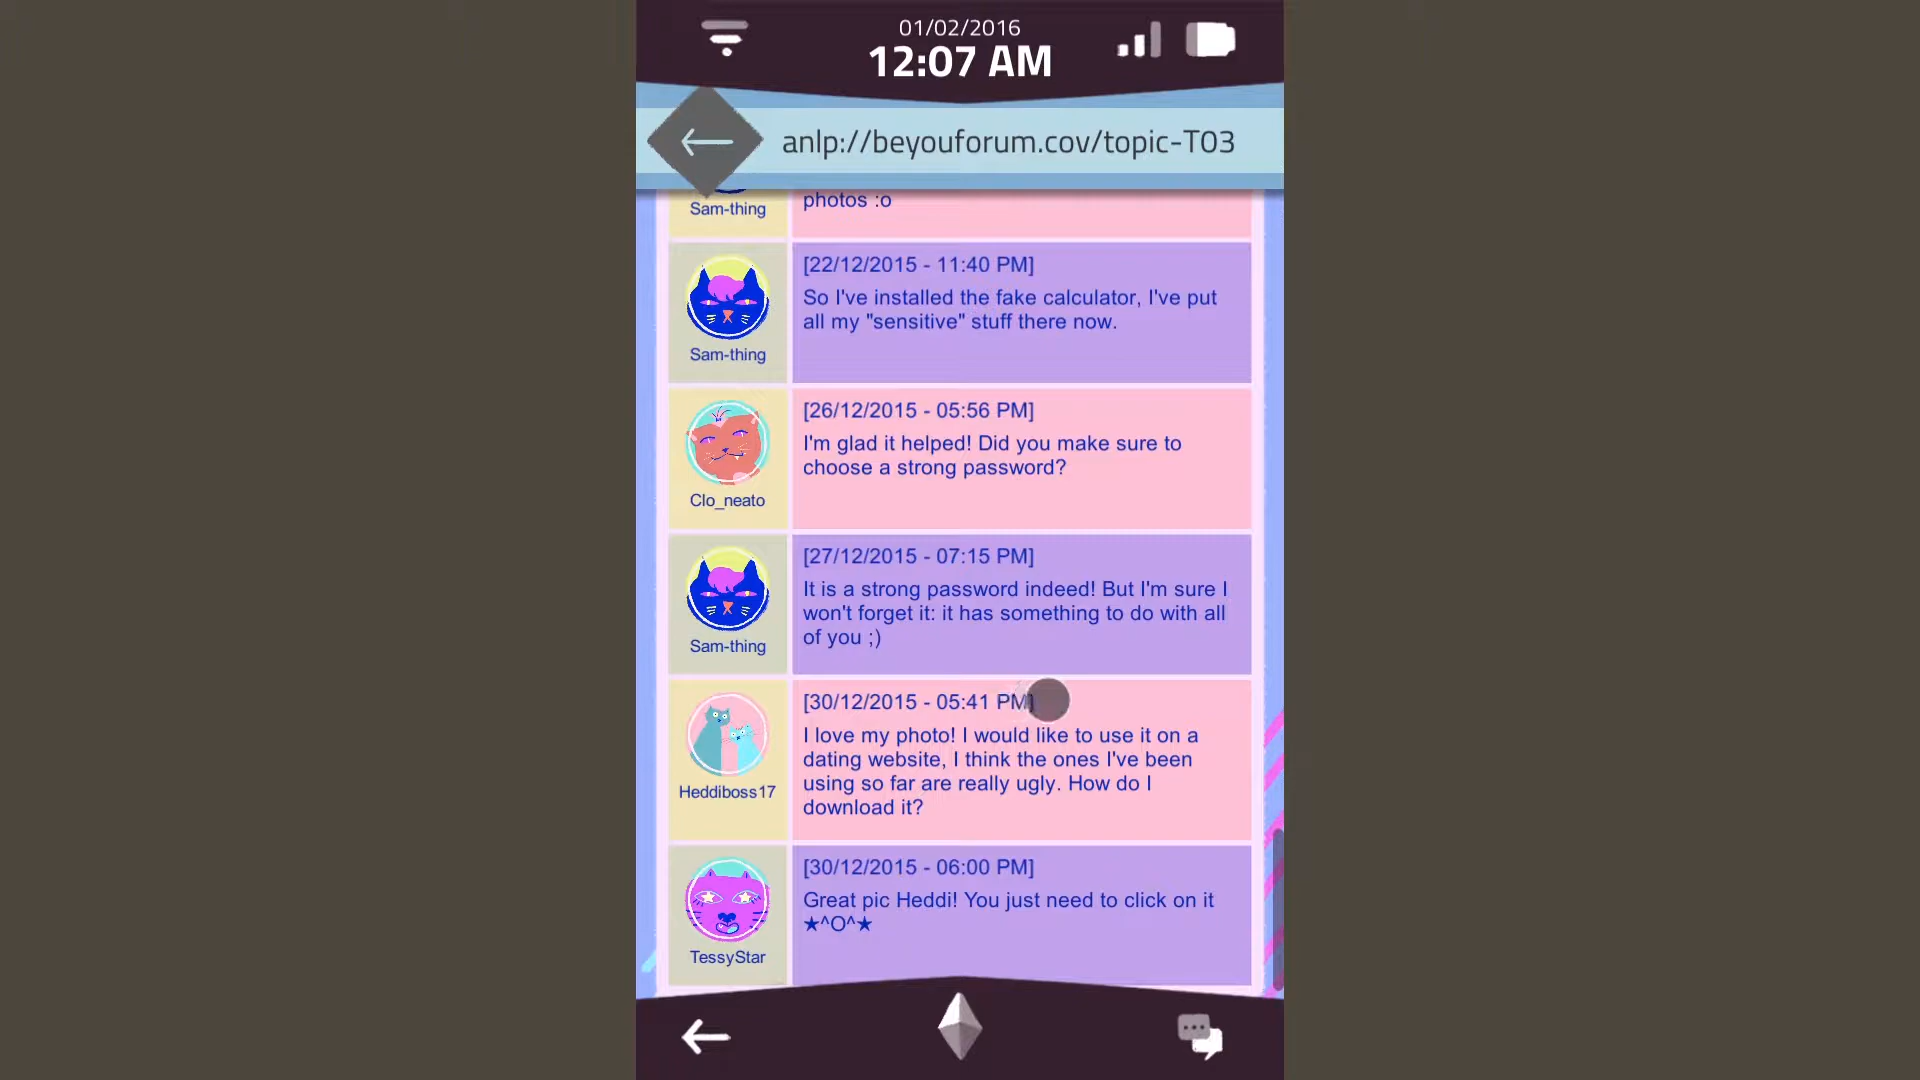 01/02/2016
12:07 AM
anlp://beyouforum.cov/topic-T03
photos :o
Sam-thing
[22/12/2015 - 11:40 PM]
So I've installed the fake calculator, I've put
all my "sensitive" stuff there now.
Sam-thing
[26/12/2015 - 05:56 PM]
I'm glad it helped! Did you make sure to
choose a strong password?
Clo_neato
[27/12/2015 - 07:15 PM]
It is a strong password indeed! But I'm sure I
won't forget it: it has something to do with all
of you ;)
Sam-thing
[30/12/2015 - 05:41 PM]
I love my photo! I would like to use it on a
dating website, I think the ones I've been
using so far are really ugly. How do I
download it?
Heddiboss17
[30/12/2015 - 06:00 PM]
Great pic Heddi! You just need to click on it
★^O^★
TessyStar